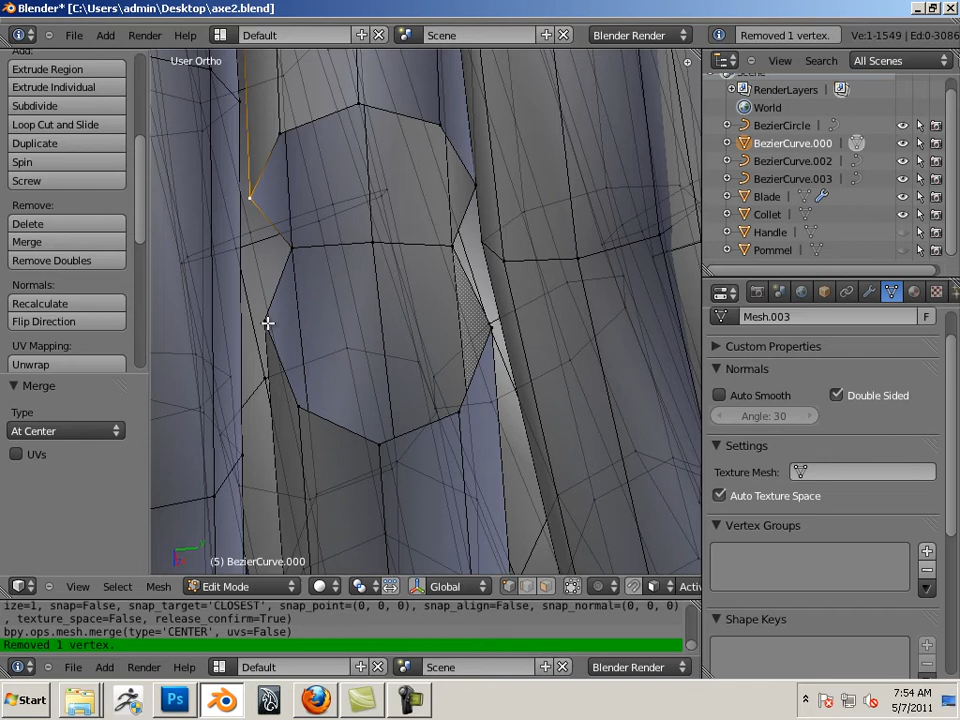 Blender* [C:\Users\admin\Desktop\axe2.blend]
File Add Render Help Default Scene Blender Render Removed 1 vertex. Ve:1-1549 | Ed:0-3086
Add:
Extrude Region
Extrude Individual
Subdivide
Loop Cut and Slide
Duplicate
Spin
Screw
Remove:
Delete
Merge
Remove Doubles
Normals:
Recalculate
Flip Direction
UV Mapping:
Unwrap
Merge
Type
At Center
UVs
User Ortho
(5) BezierCurve.000
View Select Mesh Edit Mode Global Acti
ize=1, snap=False, snap_target='CLOSEST', snap_point=(0, 0, 0), snap_align=False, snap_normal=(0, 0, 0)
, texture_space=False, release_confirm=True)
bpy.ops.mesh.merge(type='CENTER', uvs=False)
Removed 1 vertex.
File Add Render Help Default Scene Blender Render
View Search All Scenes
Scene
RenderLayers |
World
BezierCircle |
BezierCurve.000
BezierCurve.002 |
BezierCurve.003 |
Blade |
Collet |
Handle |
Pommel |
Mesh.003 F
Custom Properties
Normals
Auto Smooth Double Sided
Angle: 30
Settings
Texture Mesh:
Auto Texture Space
Vertex Groups
Shape Keys
Start Ps 7:54 AM
5/7/2011